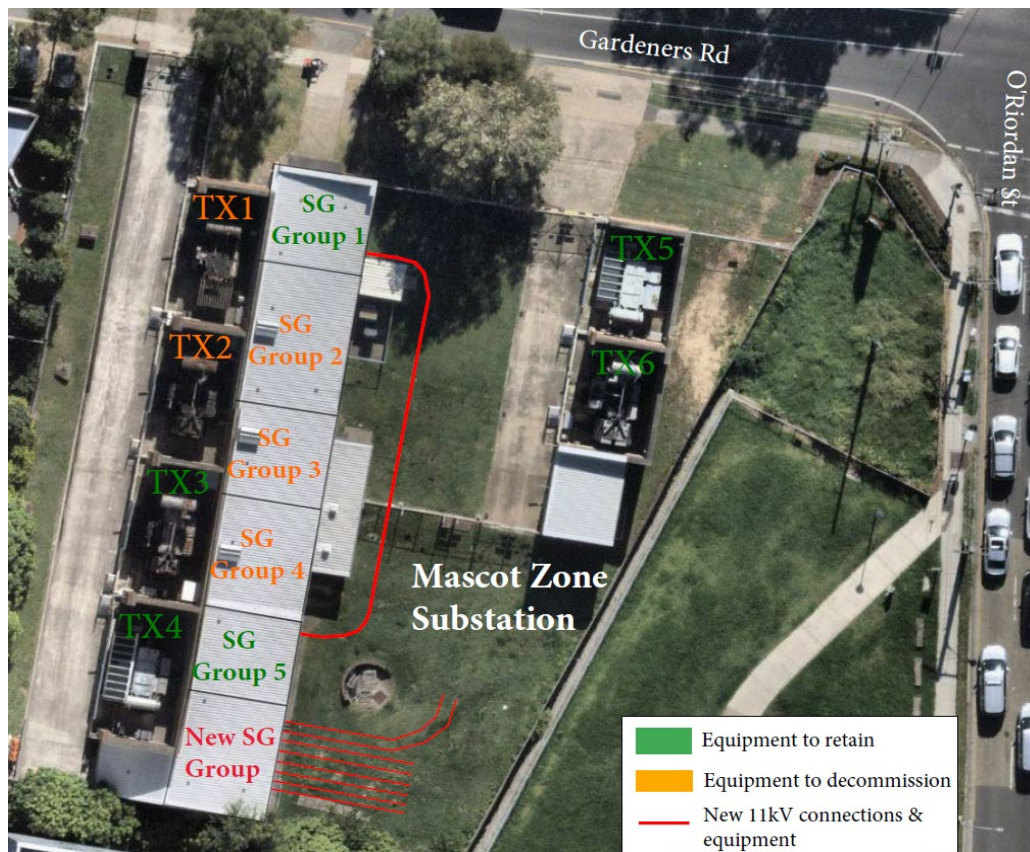 Gardeners Rd
O'Riordan St
TX1
SG
Group 1
TX5
TX2
SG
Group 2
TX6
SG
Group 3
TX3
SG
Group 4
Mascot Zone
Substation
TX4
SG
Group 5
New SG
Group
Equipment to retain
Equipment to decommission
New 11kV connections &
equipment